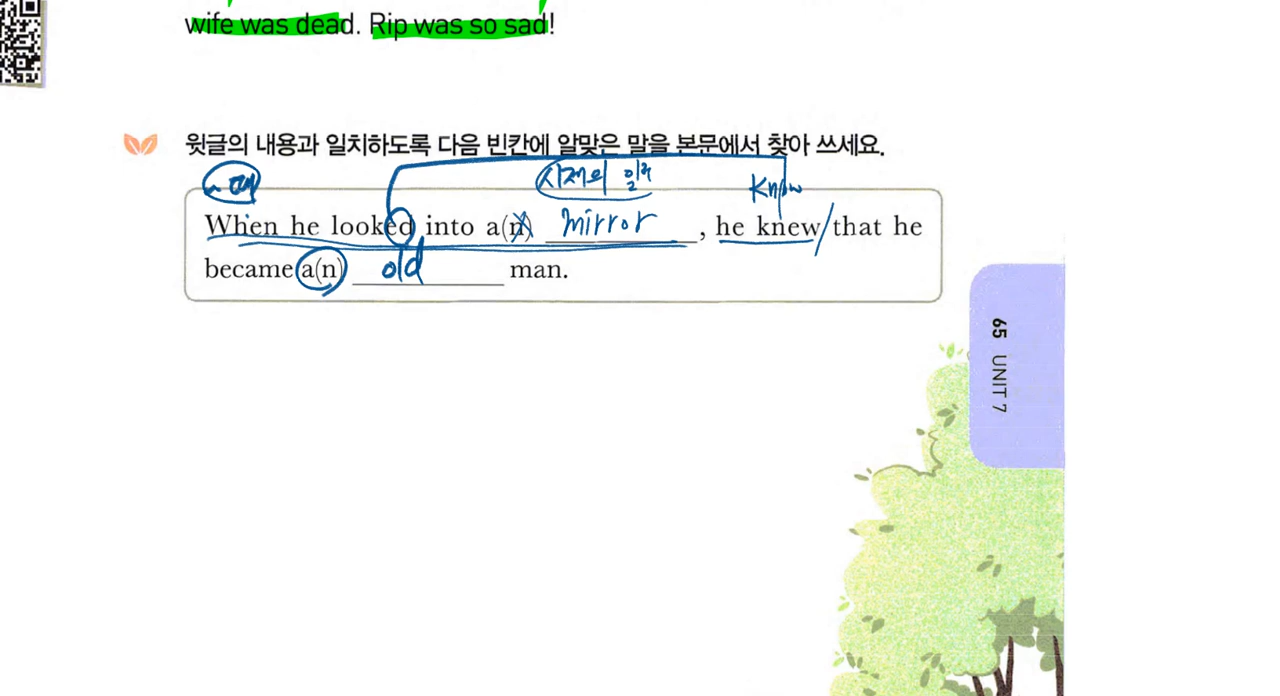 wife was dead. Rip was so sad!
윗글의 내용과 일치하도록 다음 빈칸에 알맞은 말을 본문에서 찾아 쓰세요.
~ 때
시제의 일치
know
When he looked into a(n) mirror, he knew/that he
became a(n) old man.
65 UNIT 7